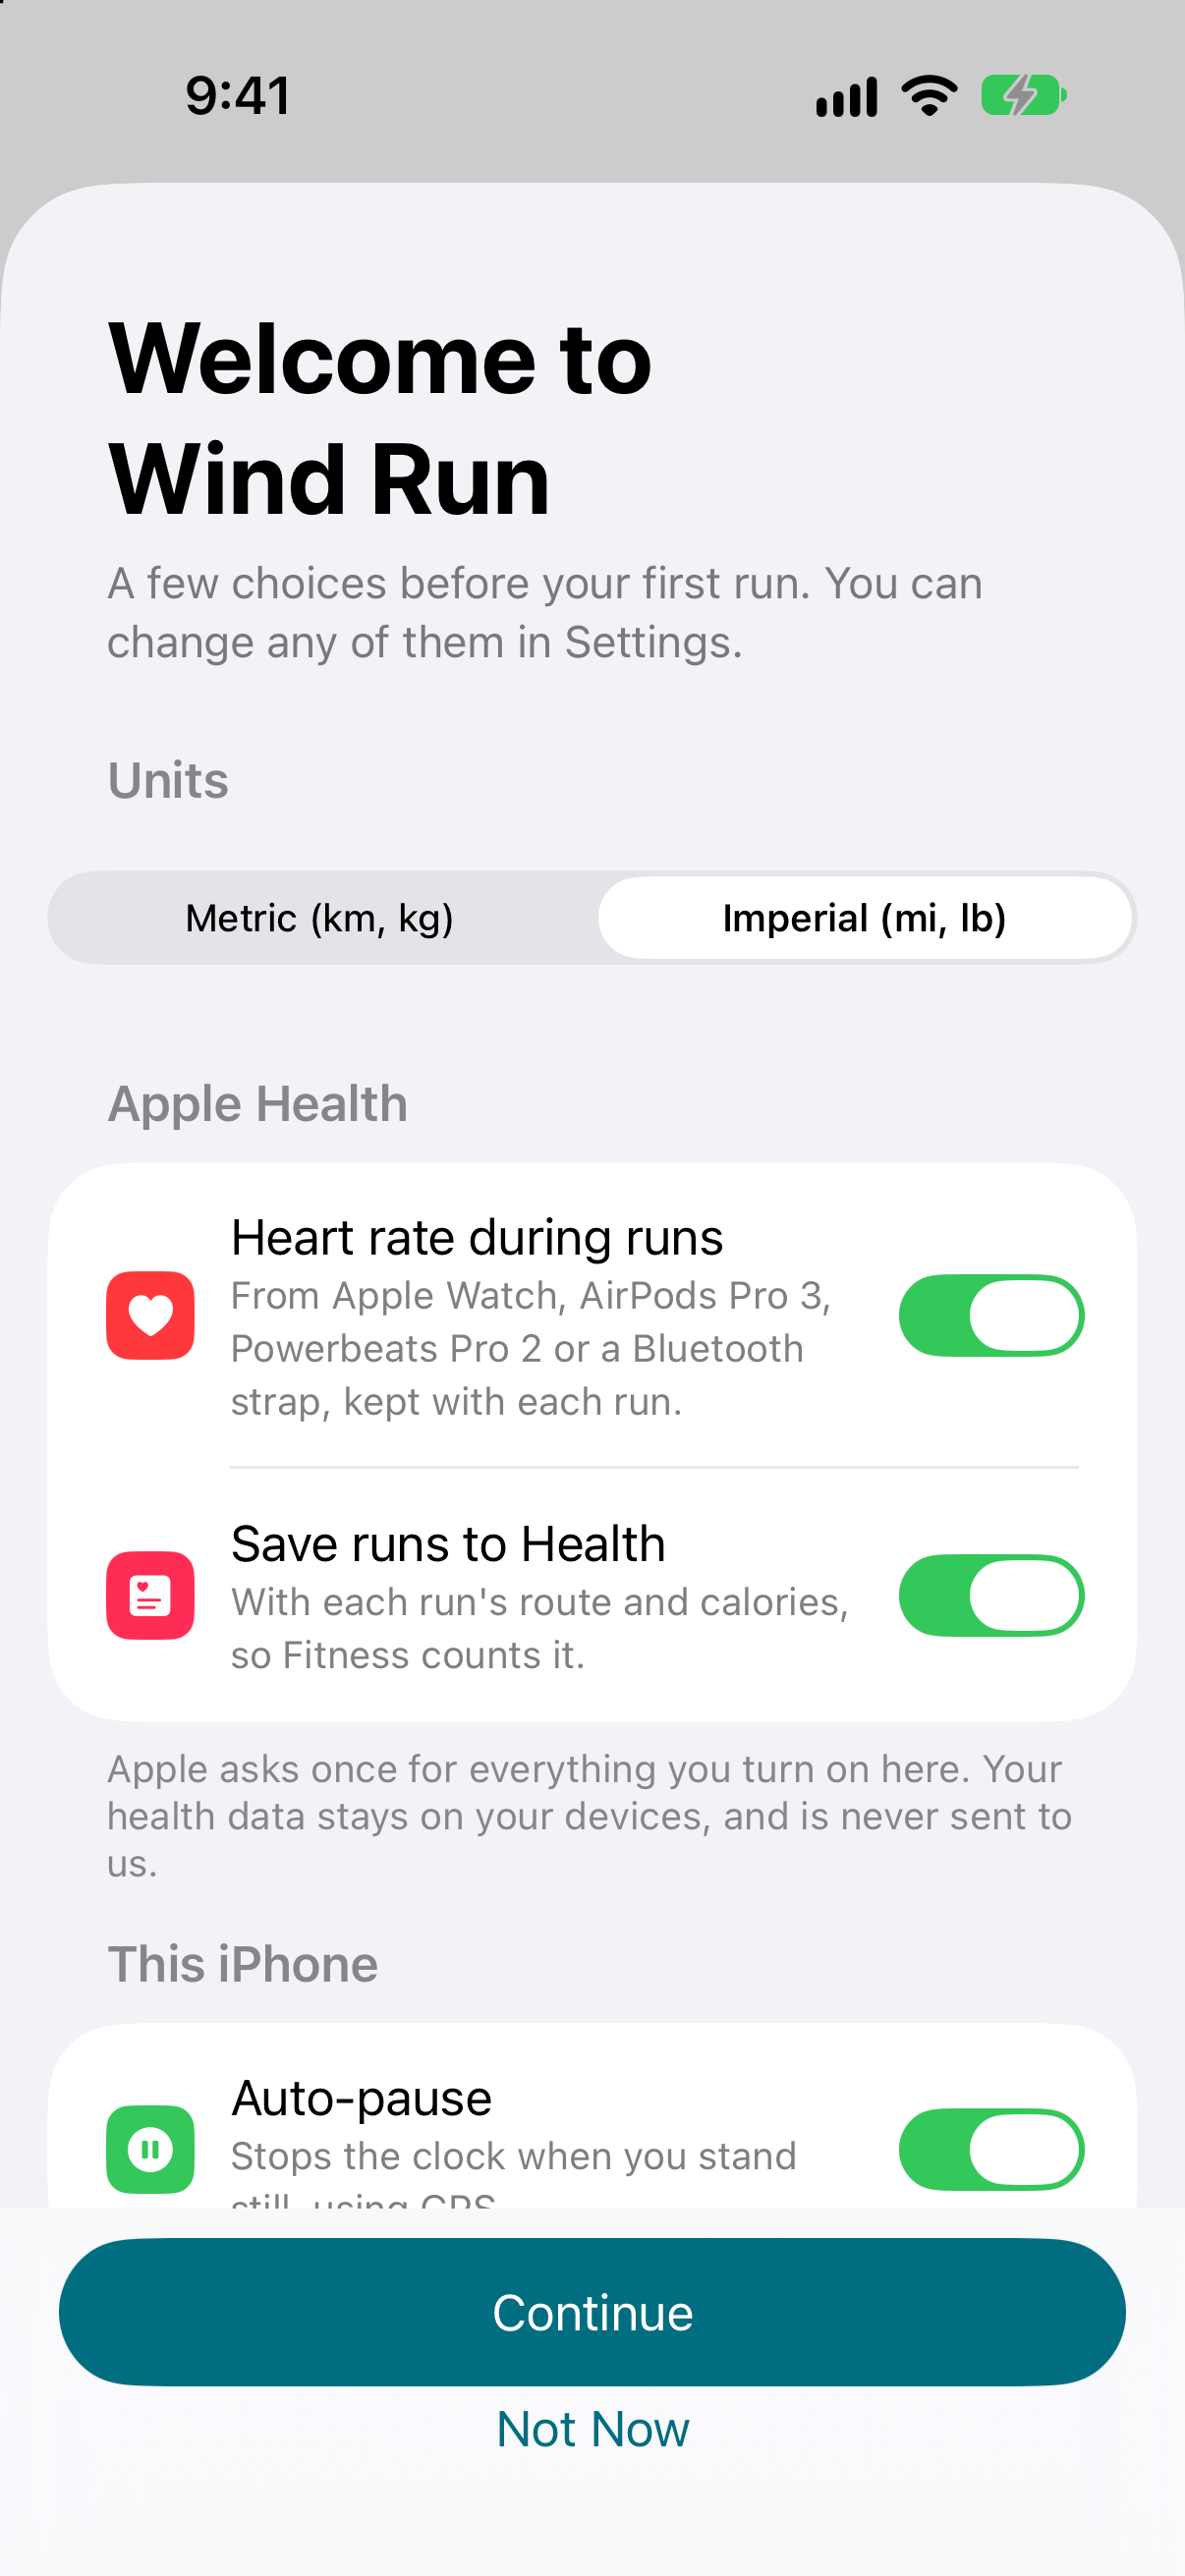 9:41
Welcome to
Wind Run
A few choices before your first run. You can
change any of them in Settings.
Units
Metric (km, kg)
Imperial (mi, lb)
Apple Health
Heart rate during runs
From Apple Watch, AirPods Pro 3,
Powerbeats Pro 2 or a Bluetooth
strap, kept with each run.
Save runs to Health
With each run's route and calories,
so Fitness counts it.
Apple asks once for everything you turn on here. Your
health data stays on your devices, and is never sent to
us.
This iPhone
Auto-pause
Stops the clock when you stand
still, using GPS
Continue
Not Now